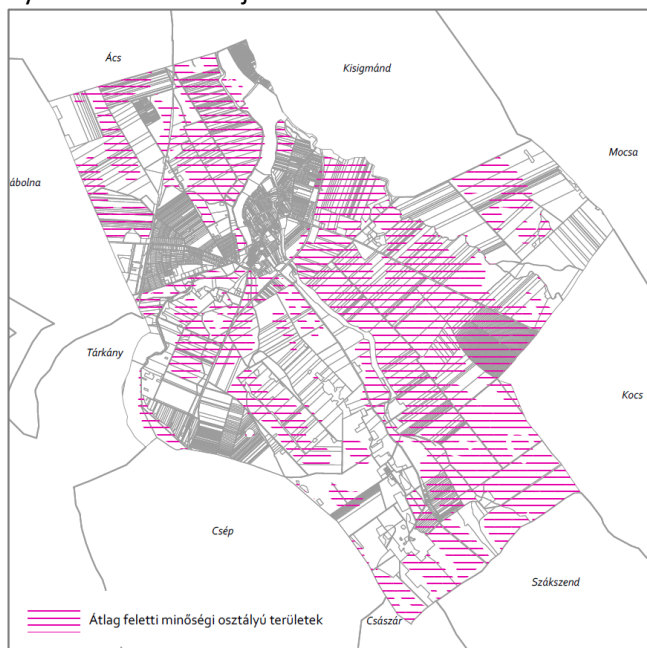 Ács
Kisigmánd
Mocsa
ábolna
Tárkány
Kocs
Csép
Szákszend
Átlag feletti minőségi osztályú területek
Császár